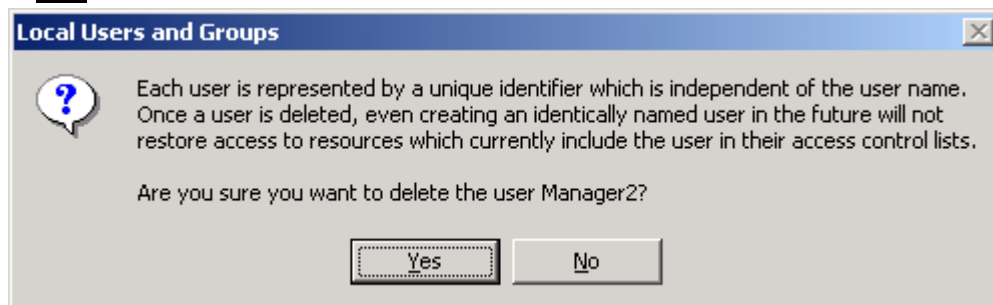 Local Users and Groups
Each user is represented by a unique identifier which is independent of the user name.
Once a user is deleted, even creating an identically named user in the future will not
restore access to resources which currently include the user in their access control lists.
Are you sure you want to delete the user Manager2?
Yes No